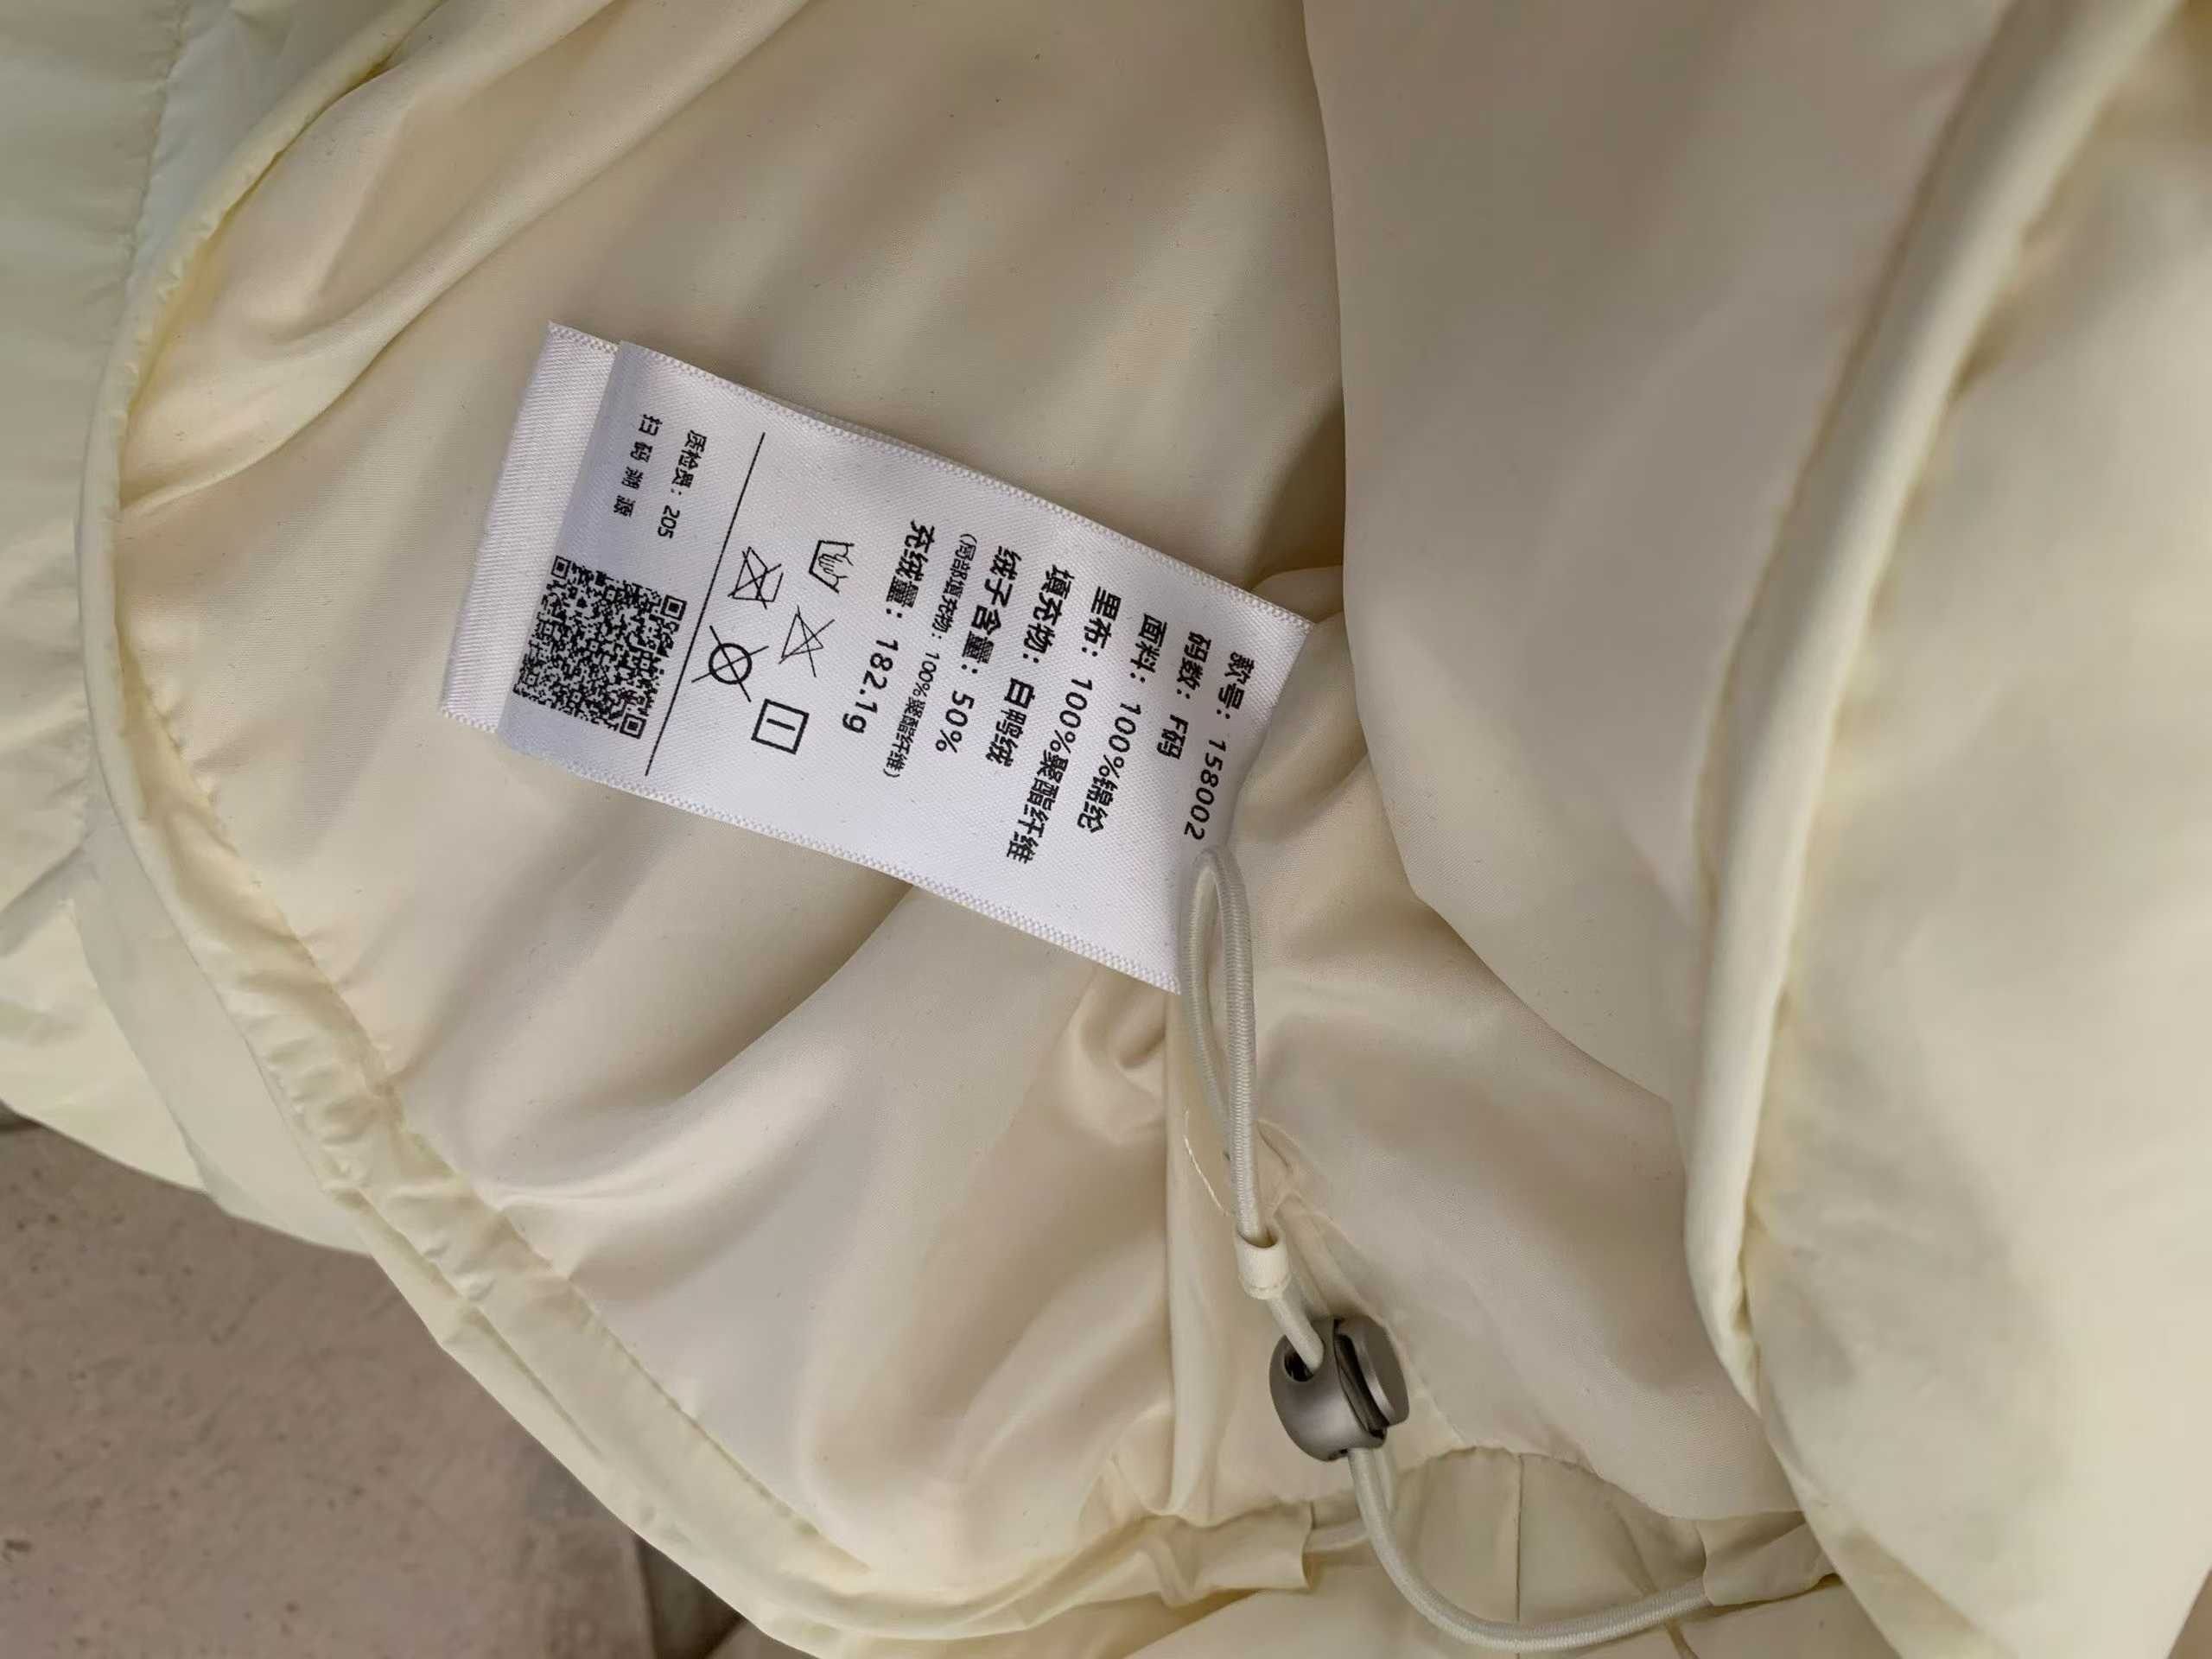 款号：158002
码数：F码
面料：100%锦纶
里布：100%聚酯纤维
填充物：白鸭绒
绒子含量：50%
（局部填充物：100%聚酯纤维）
充绒量：182.1g
质检员：205
扫码溯源